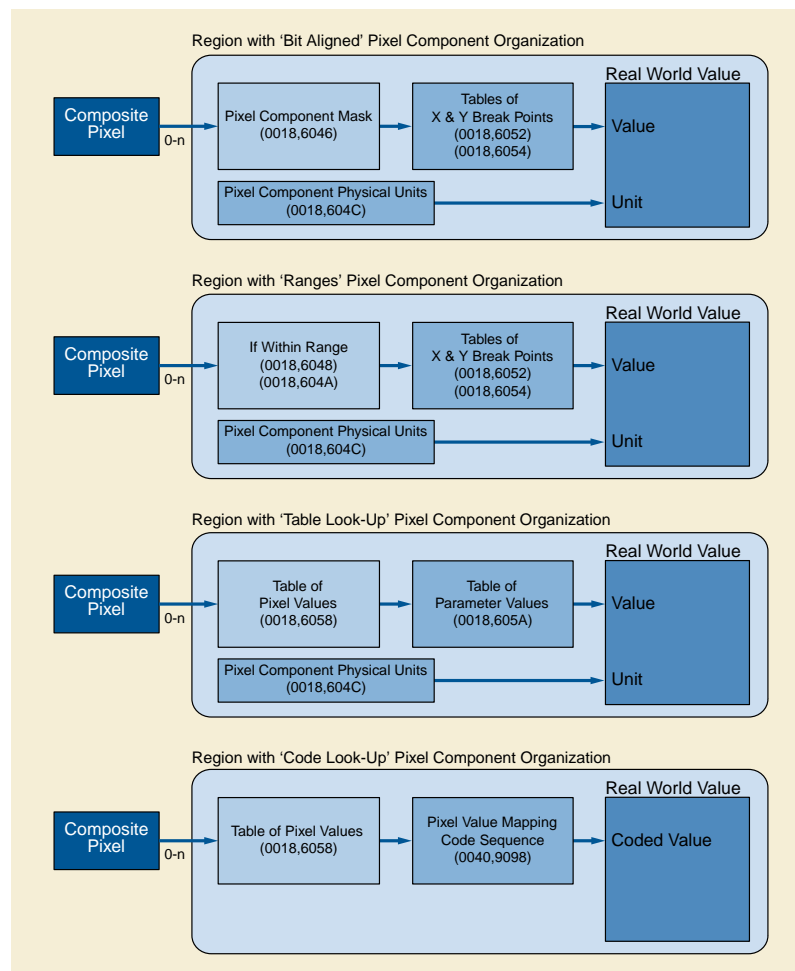 Region with ‘Bit Aligned’ Pixel Component Organization
Real World Value
Composite
Pixel
0-n
Pixel Component Mask
(0018,6046)
Tables of
X & Y Break Points
(0018,6052)
(0018,6054)
Value
Pixel Component Physical Units
(0018,604C)
Unit
Region with ‘Ranges’ Pixel Component Organization
Real World Value
Composite
Pixel
0-n
If Within Range
(0018,6048)
(0018,604A)
Tables of
X & Y Break Points
(0018,6052)
(0018,6054)
Value
Pixel Component Physical Units
(0018,604C)
Unit
Region with ‘Table Look-Up’ Pixel Component Organization
Real World Value
Composite
Pixel
0-n
Table of
Pixel Values
(0018,6058)
Table of
Parameter Values
(0018,605A)
Value
Pixel Component Physical Units
(0018,604C)
Unit
Region with ‘Code Look-Up’ Pixel Component Organization
Real World Value
Composite
Pixel
0-n
Table of Pixel Values
(0018,6058)
Pixel Value Mapping
Code Sequence
(0040,9098)
Coded Value